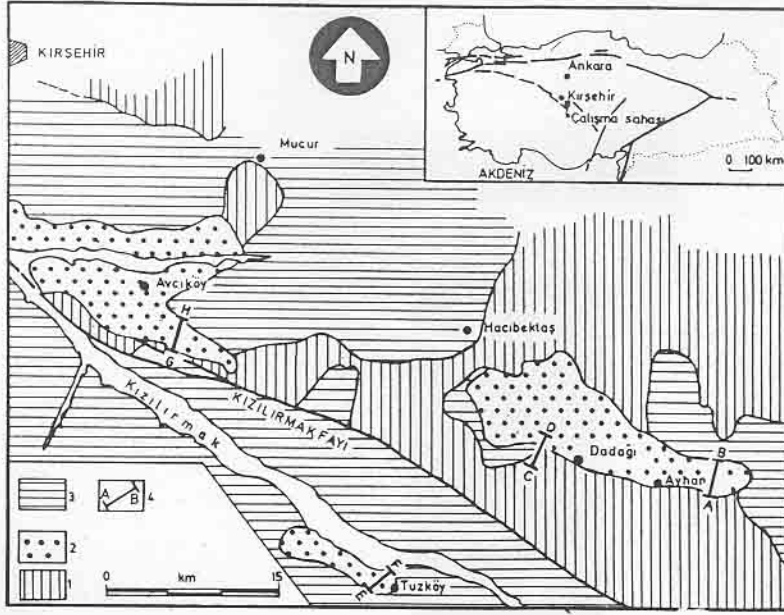 KIRŞEHİR
N
Ankara
Kırşehir
Çalışma sahası
AKDENİZ
0 100 km
Mucur
Avcıköy
H
G
Hacıbektaş
KIZILIRMAK FAYI
Kızılırmak
D
C
Dadağı
B
Ayhan
A
F
E
Tuzköy
3
A B 4
2
1
0 km 15